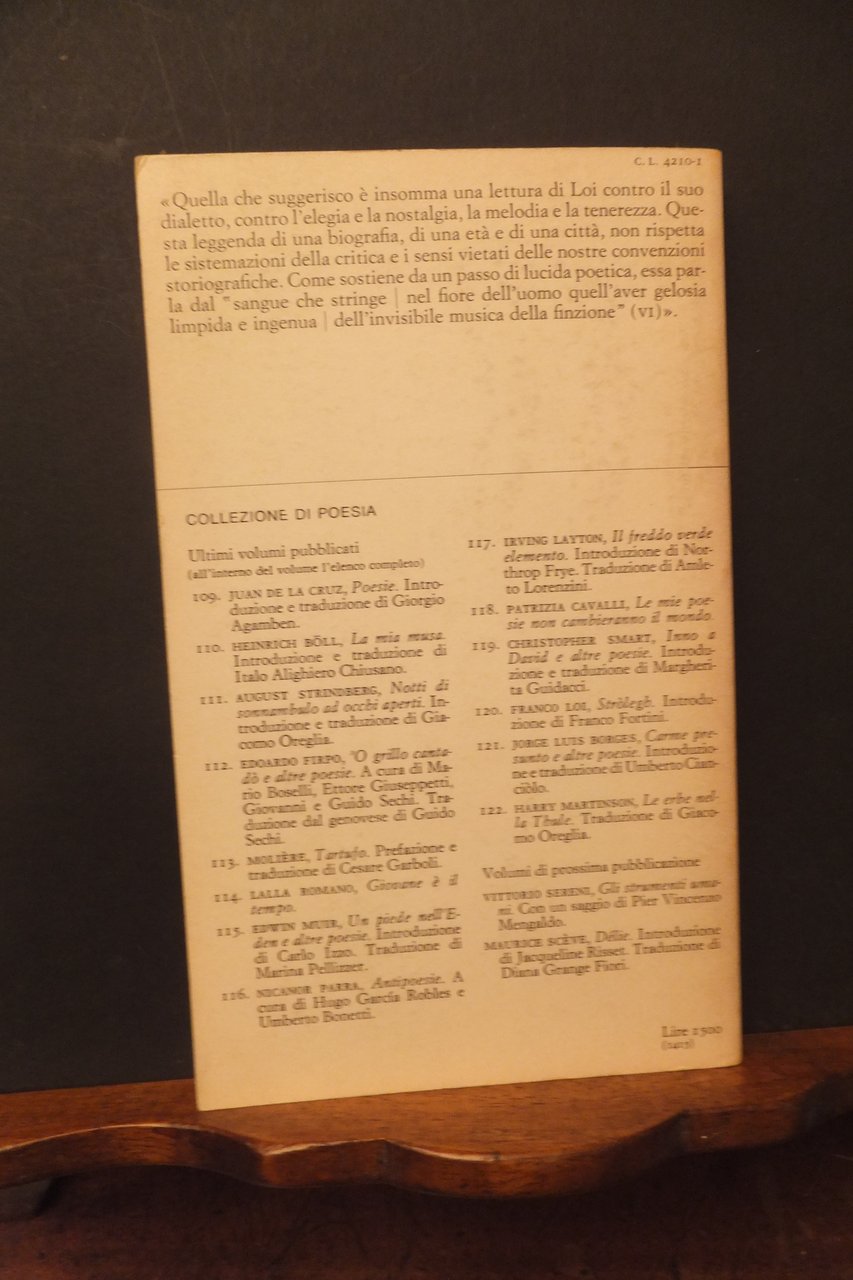 C. L. 4210-1
«Quella che suggerisco è insomma una lettura di Loi contro il suo
dialetto, contro l'elegia e la nostalgia, la melodia e la tenerezza. Que-
sta leggenda di una biografia, di una età e di una città, non rispetta
le sistemazioni della critica e i sensi vietati delle nostre convenzioni
storiografiche. Come sostiene da un passo di lucida poetica, essa par-
la dal "sangue che stringe | nel fiore dell'uomo quell'aver gelosia
limpida e ingenua | dell'invisibile musica della finzione" (VI)».
COLLEZIONE DI POESIA
Ultimi volumi pubblicati
(all'interno del volume l'elenco completo)
109. JUAN DE LA CRUZ, Poesie. Intro-
duzione e traduzione di Giorgio
Agamben.
110. HEINRICH BÖLL, La mia musa.
Introduzione e traduzione di
Italo Alighiero Chiusano.
111. AUGUST STRINDBERG, Notti di
sonnambulo ad occhi aperti. In-
troduzione e traduzione di Gia-
como Oreglia.
112. EDOARDO FIRPO, 'O grillo canta-
dô e altre poesie. A cura di Ma-
rio Boselli, Ettore Giuseppetti,
Giovanni e Guido Sechi. Tra-
duzione dal genovese di Guido
Sechi.
113. MOLIÈRE, Tartufo. Prefazione e
traduzione di Cesare Garboli.
114. LALLA ROMANO, Giovane è il
tempo.
115. EDWIN MUIR, Un piede nell'E-
den e altre poesie. Introduzione
di Carlo Izzo. Traduzione di
Marina Pellizzer.
116. NICANOR PARRA, Antipoesie. A
cura di Hugo García Robles e
Umberto Bonetti.
117. IRVING LAYTON, Il freddo verde
elemento. Introduzione di Nor-
throp Frye. Traduzione di Amle-
to Lorenzini.
118. PATRIZIA CAVALLI, Le mie poe-
sie non cambieranno il mondo.
119. CHRISTOPHER SMART, Inno a
David e altre poesie. Introdu-
zione e traduzione di Margheri-
ta Guidacci.
120. FRANCO LOI, Stròlegh. Introdu-
zione di Franco Fortini.
121. JORGE LUIS BORGES, Carme pre-
sunto e altre poesie. Introduzio-
ne e traduzione di Umberto Cian-
ciòlo.
122. HARRY MARTINSON, Le erbe nel-
la Thule. Traduzione di Giaco-
mo Oreglia.
Volumi di prossima pubblicazione
VITTORIO SERENI, Gli strumenti uma-
ni. Con un saggio di Pier Vincenzo
Mengaldo.
MAURICE SCÈVE, Délie. Introduzione
di Jacqueline Risset. Traduzione di
Diana Grange Fiori.
Lire 1500